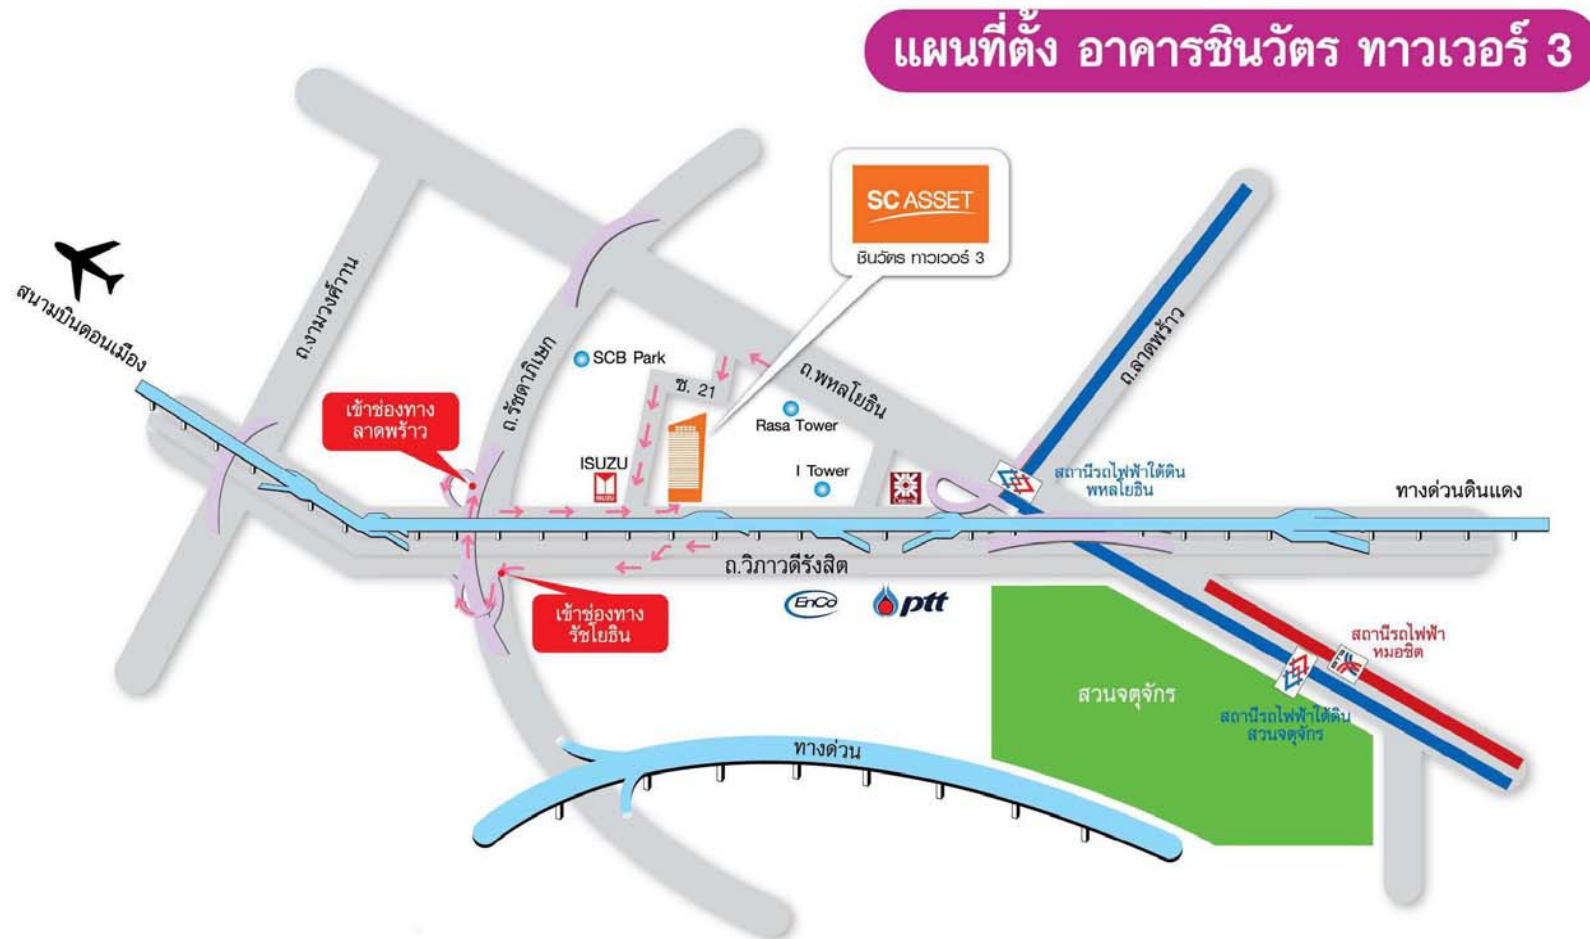 แผนที่ตั้ง อาคารชินวัตร ทาวเวอร์ 3
SC ASSET
ชินวัตร ทาวเวอร์ 3
สนามบินดอนเมือง
ถ.งามวงศ์วาน
ถ.รัชดาภิเษก
SCB Park
ซ. 21
ถ.พหลโยธิน
ถ.ลาดพร้าว
เข้าช่องทาง
ลาดพร้าว
Rasa Tower
ISUZU
ISUZU
I Tower
สถานีรถไฟฟ้าใต้ดิน
พหลโยธิน
ทางด่วนดินแดง
ถ.วิภาวดีรังสิต
เข้าช่องทาง
รัชโยธิน
EnCo
ptt
สถานีรถไฟฟ้า
หมอชิต
BTS
สวนจตุจักร
สถานีรถไฟฟ้าใต้ดิน
สวนจตุจักร
ทางด่วน